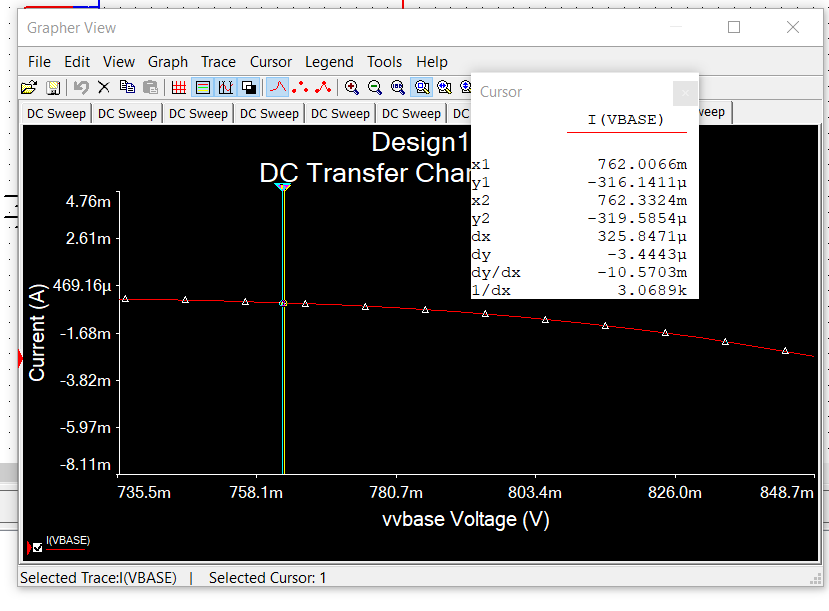 Grapher View
File Edit View Graph Trace Cursor Legend Tools Help
DC Sweep DC Sweep DC Sweep DC Sweep DC Sweep DC Sweep DC weep
Cursor
I(VBASE)
x1 762.0066m
y1 -316.1411µ
x2 762.3324m
y2 -319.5854µ
dx 325.8471µ
dy -3.4443µ
dy/dx -10.5703m
1/dx 3.0689k
Design1
DC Transfer Char
Current (A)
4.76m
2.61m
469.16µ
-1.68m
-3.82m
-5.97m
-8.11m
735.5m 758.1m 780.7m 803.4m 826.0m 848.7m
vvbase Voltage (V)
I(VBASE)
Selected Trace:I(VBASE) | Selected Cursor: 1